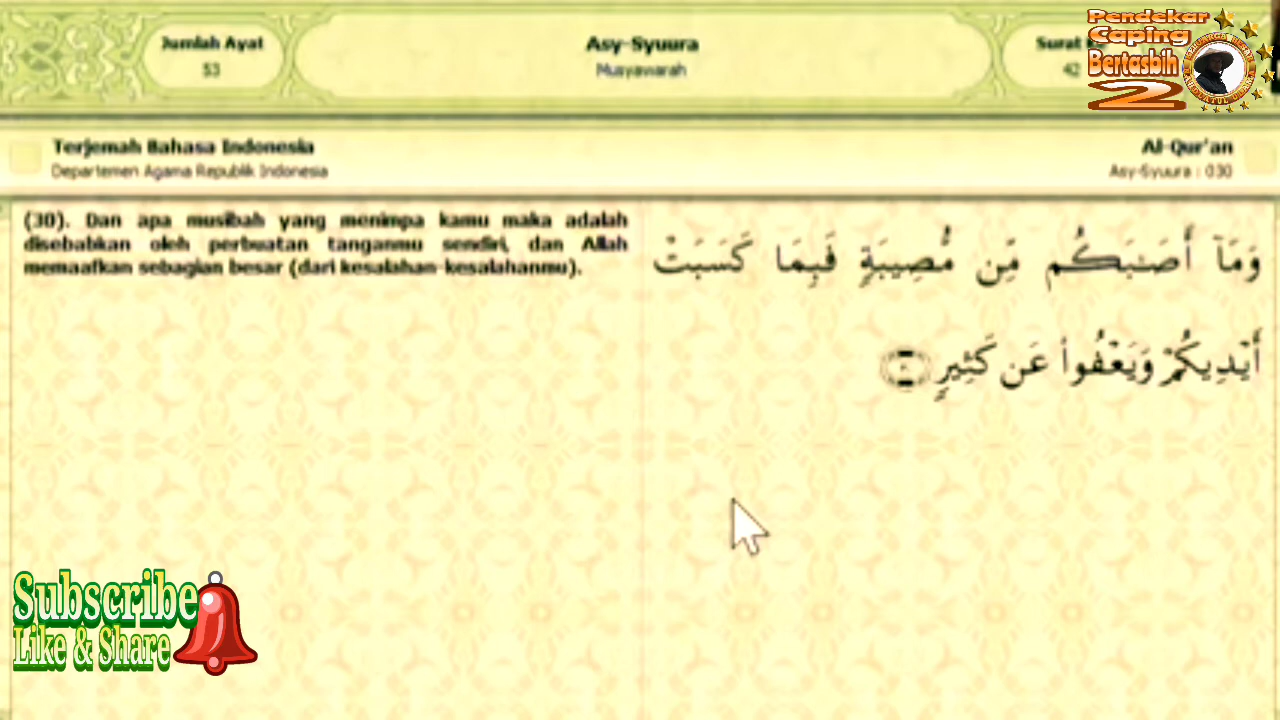 Jumlah Ayat
53
Asy-Syuura
Musyawarah
Surat
42
Pendekar
Caping
Bertasbih
2
Terjemah Bahasa Indonesia
Departemen Agama Republik Indonesia
Al-Qur'an
Asy-Syuura : 030
(30). Dan apa musibah yang menimpa kamu maka adalah
disebabkan oleh perbuatan tanganmu sendiri, dan Allah
memaafkan sebagian besar (dari kesalahan-kesalahanmu).
وَمَآ أَصَـٰبَكُم مِّن مُّصِيبَةٍ فَبِمَا كَسَبَتْ
أَيْدِيكُمْ وَيَعْفُوا۟ عَن كَثِيرٍ
Subscribe
Like & Share